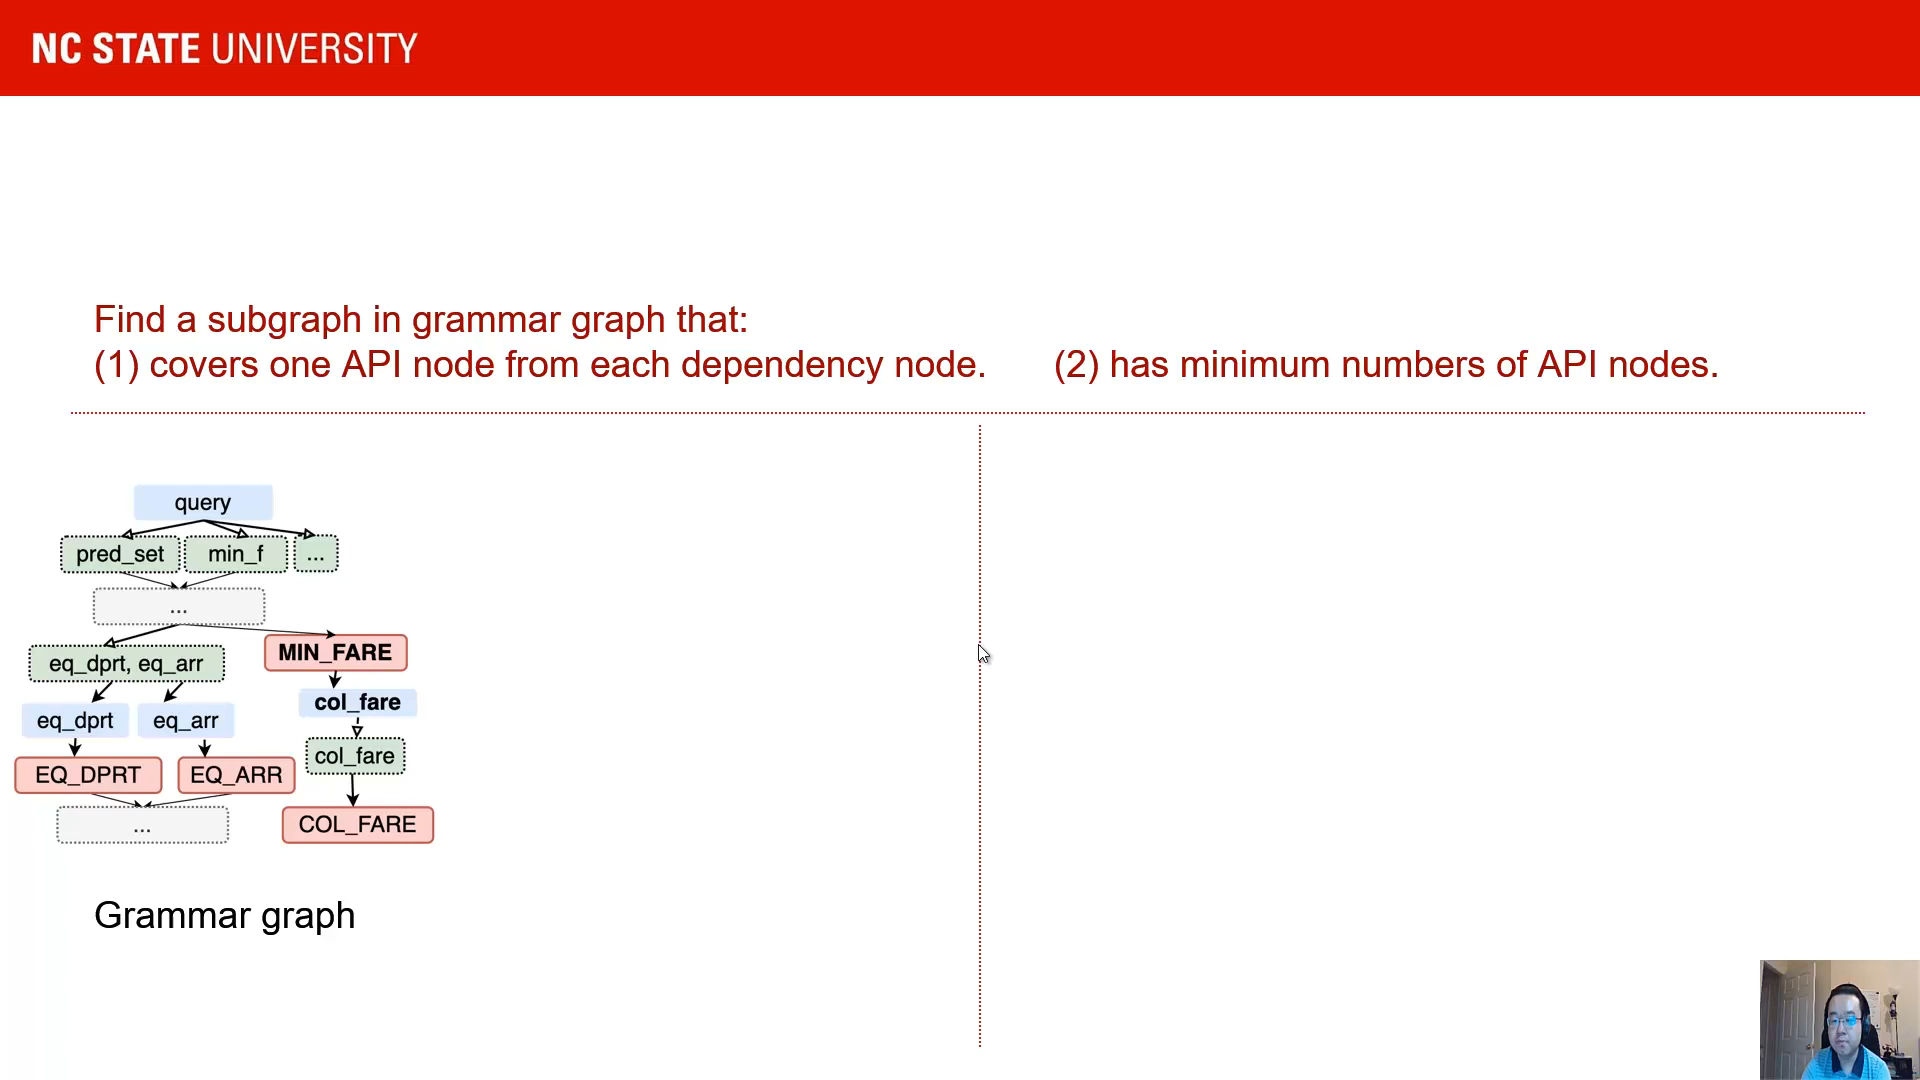 NC STATE UNIVERSITY
Find a subgraph in grammar graph that:
(1) covers one API node from each dependency node. (2) has minimum numbers of API nodes.
query
pred_set min_f ...
...
MIN_FARE
eq_dprt, eq_arr
col_fare
eq_dprt eq_arr
col_fare
EQ_DPRT EQ_ARR
... COL_FARE
Grammar graph